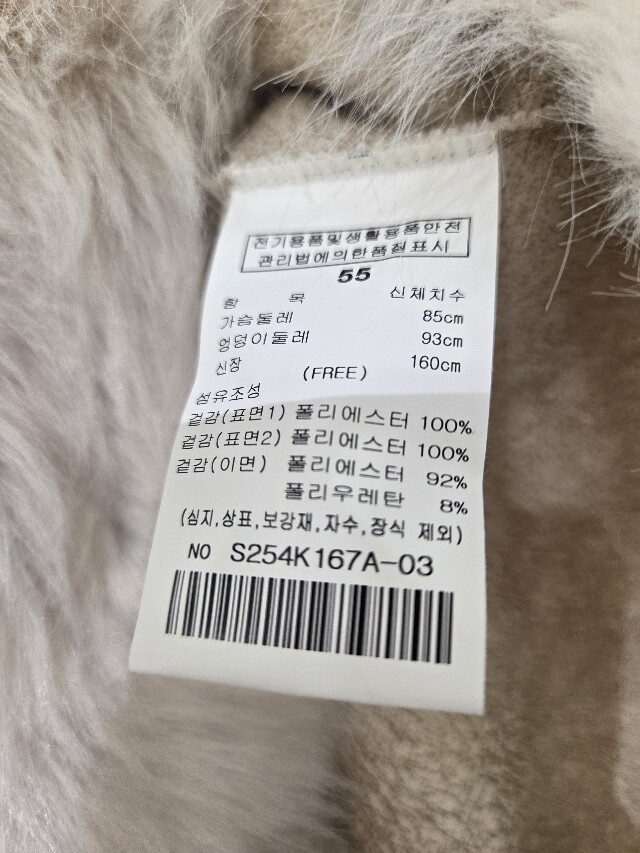 전기용품및생활용품안전
관리법에의한품질표시
55
항 목 신체치수
가슴둘레 85cm
엉덩이둘레 93cm
신장 160cm
(FREE)
섬유조성
겉감(표면1) 폴리에스터 100%
겉감(표면2) 폴리에스터 100%
겉감(이면) 폴리에스터 92%
폴리우레탄 8%
(심지,상표,보강재,자수,장식 제외)
NO S254K167A-03